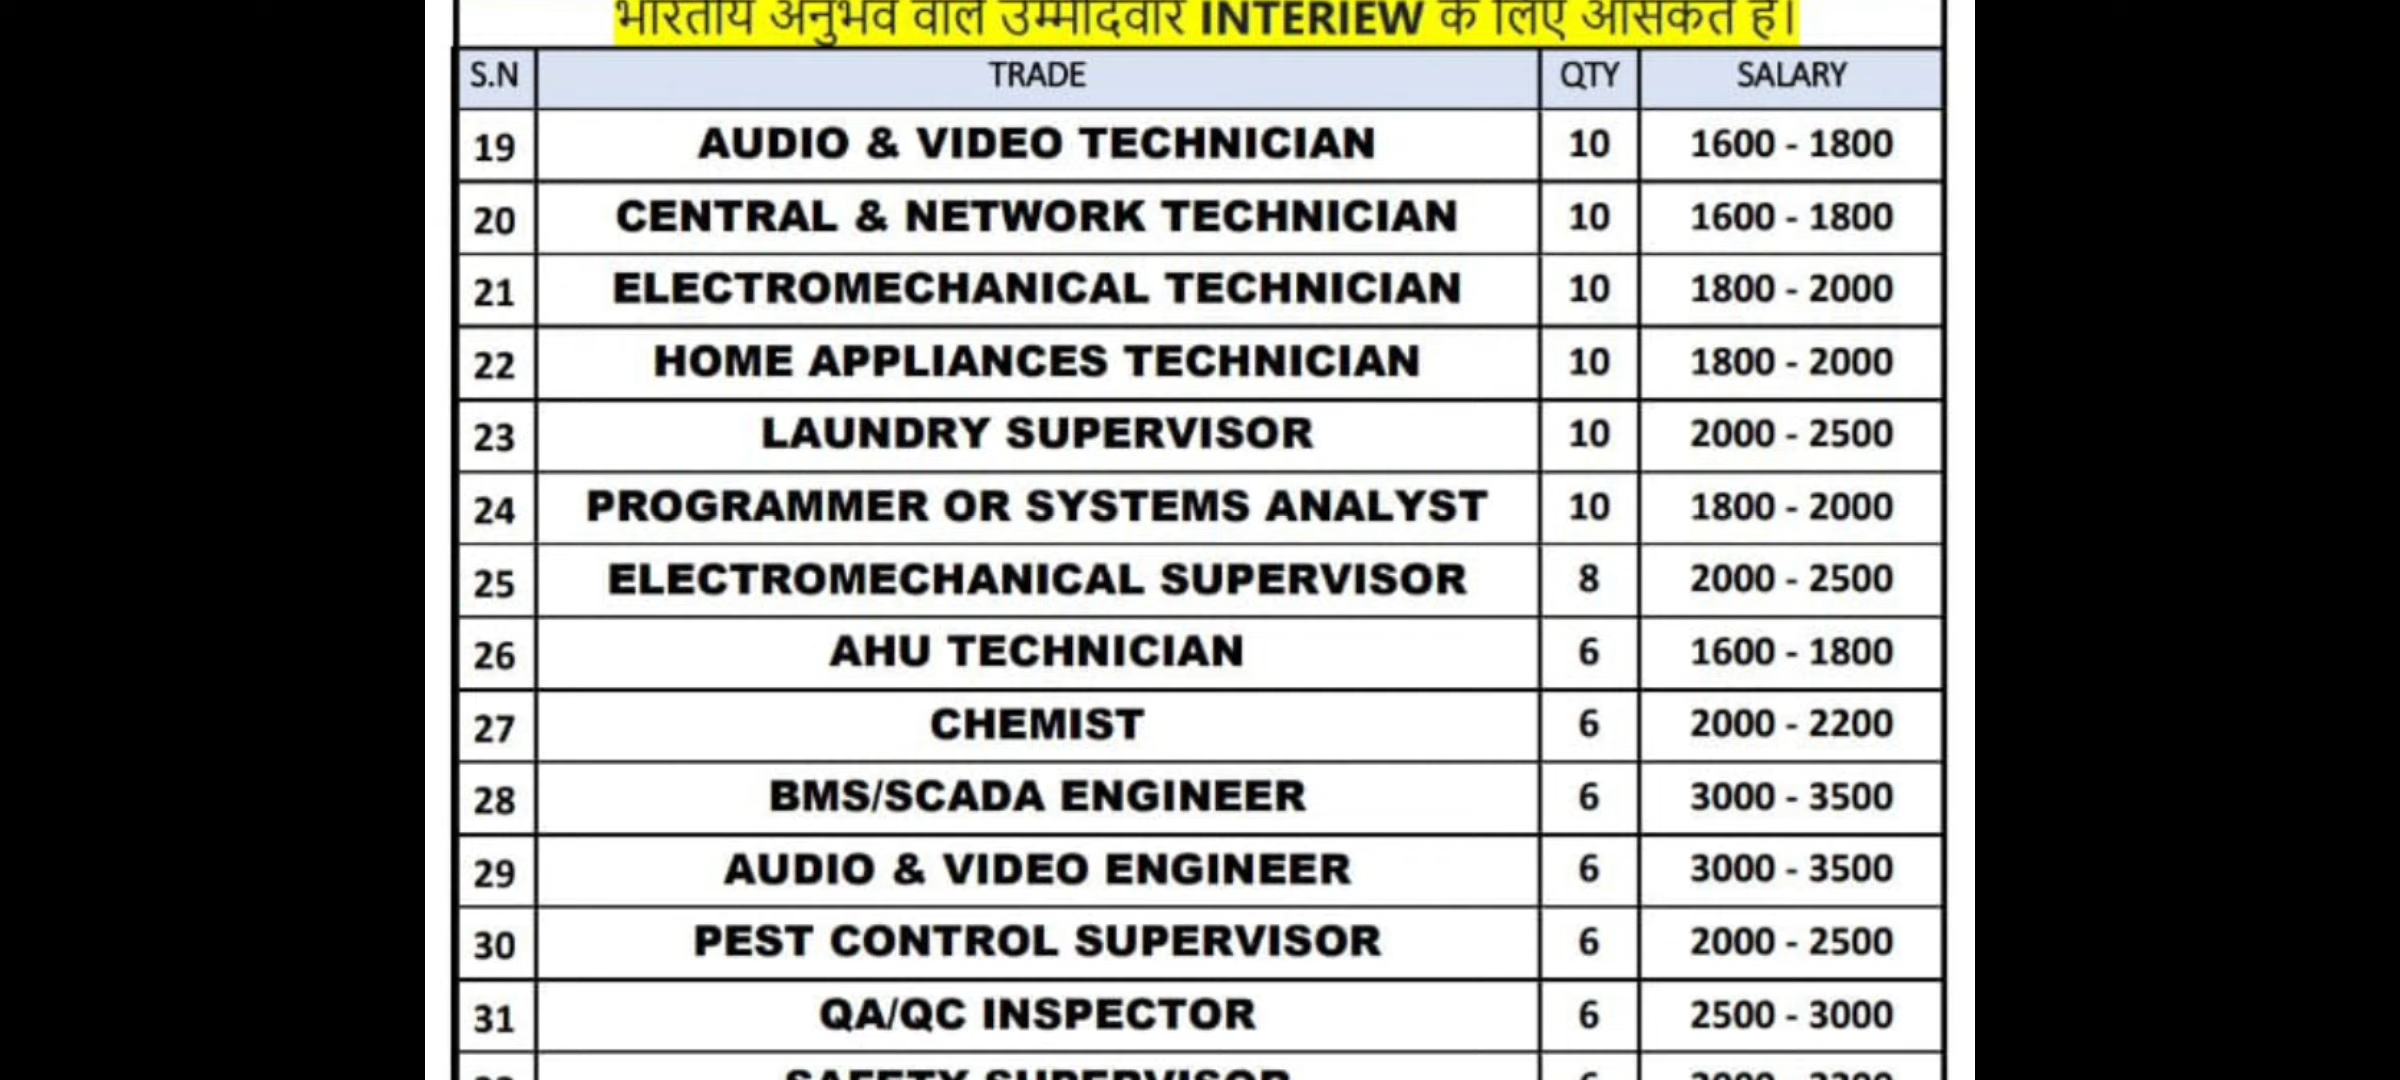 भारतीय अनुभव वाले उम्मीदवार INTERIEW के लिए आसकते है।
S.N TRADE QTY SALARY
19 AUDIO & VIDEO TECHNICIAN 10 1600 - 1800
20 CENTRAL & NETWORK TECHNICIAN 10 1600 - 1800
21 ELECTROMECHANICAL TECHNICIAN 10 1800 - 2000
22 HOME APPLIANCES TECHNICIAN 10 1800 - 2000
23 LAUNDRY SUPERVISOR 10 2000 - 2500
24 PROGRAMMER OR SYSTEMS ANALYST 10 1800 - 2000
25 ELECTROMECHANICAL SUPERVISOR 8 2000 - 2500
26 AHU TECHNICIAN 6 1600 - 1800
27 CHEMIST 6 2000 - 2200
28 BMS/SCADA ENGINEER 6 3000 - 3500
29 AUDIO & VIDEO ENGINEER 6 3000 - 3500
30 PEST CONTROL SUPERVISOR 6 2000 - 2500
31 QA/QC INSPECTOR 6 2500 - 3000
SAFETY SUPERVISOR